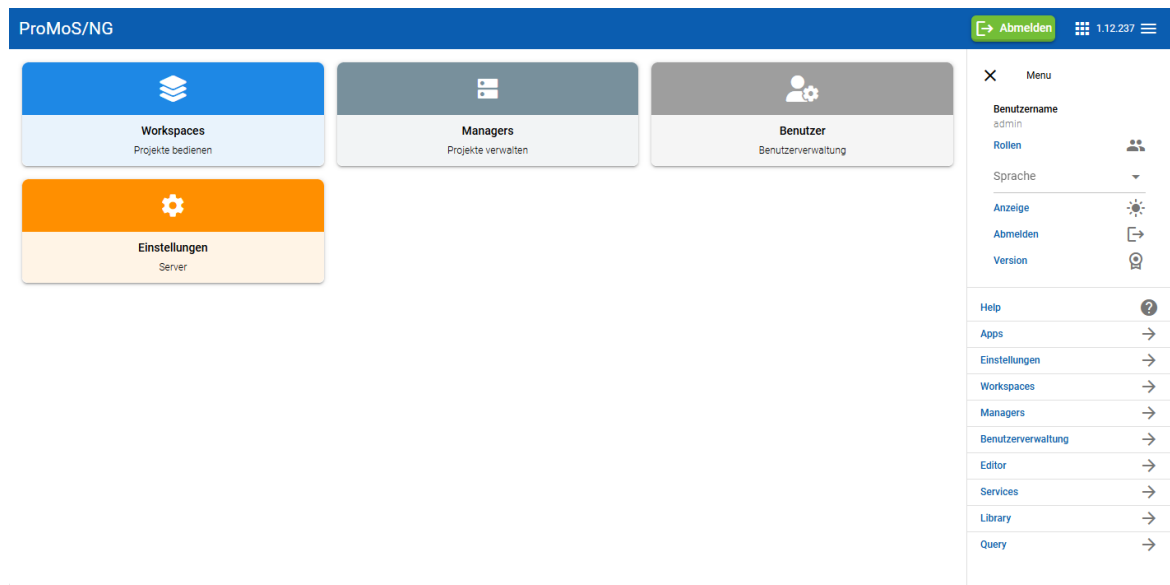 ProMoS/NG
Abmelden
1.12.237
Workspaces
Projekte bedienen
Managers
Projekte verwalten
Benutzer
Benutzerverwaltung
Einstellungen
Server
Menu
Benutzername
admin
Rollen
Sprache
Anzeige
Abmelden
Version
Help
Apps
Einstellungen
Workspaces
Managers
Benutzerverwaltung
Editor
Services
Library
Query